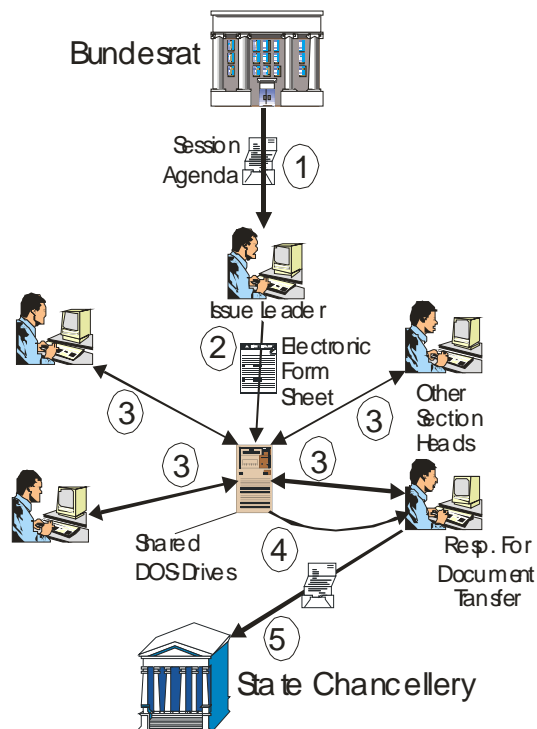 Bundesrat
Session
Agenda
1
Issue Leader
2
Electronic
Form
Sheet
3
3
Other
Section
Heads
3
3
Shared
DOS-Drives
4
Resp. For
Document
Transfer
5
State Chancellery